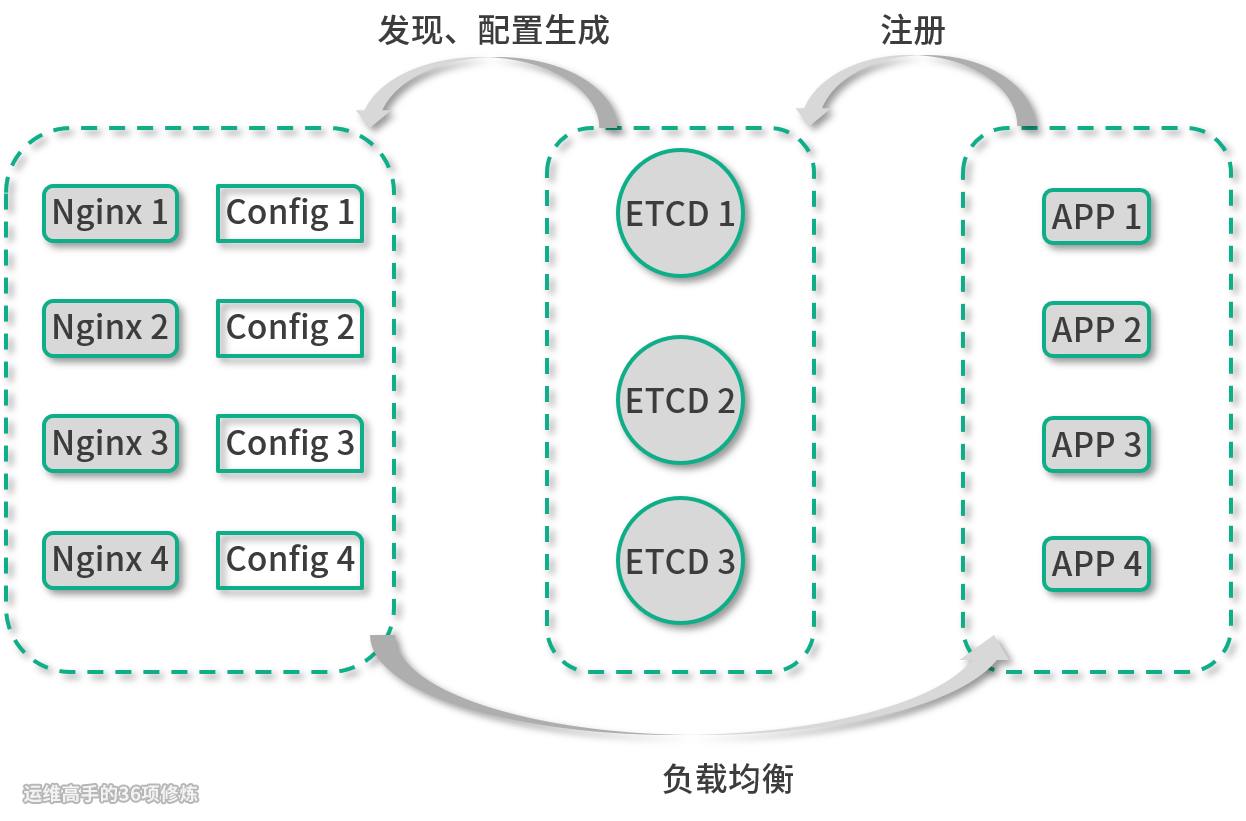 发现、配置生成
注册
Nginx 1
Config 1
Nginx 2
Config 2
Nginx 3
Config 3
Nginx 4
Config 4
ETCD 1
ETCD 2
ETCD 3
APP 1
APP 2
APP 3
APP 4
负载均衡
运维高手的36项修炼